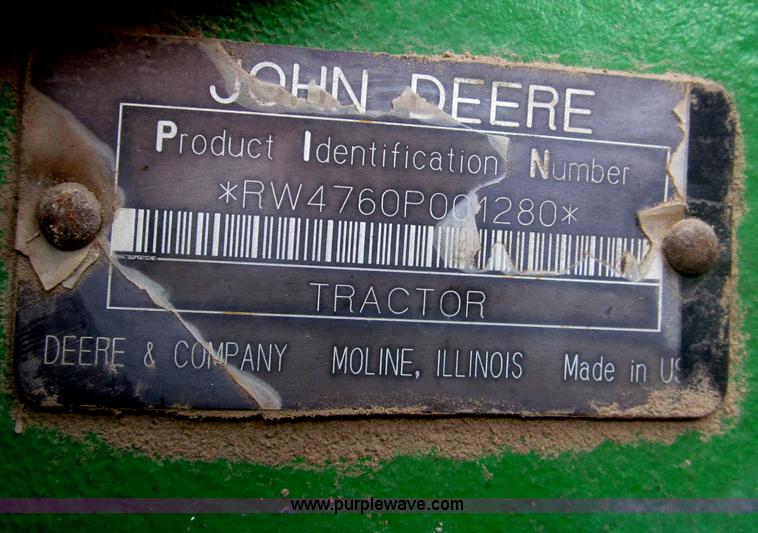 JOHN DEERE
Product Identification Number
*RW4760P001280*
TRACTOR
DEERE & COMPANY MOLINE, ILLINOIS Made in US
www.purplewave.com